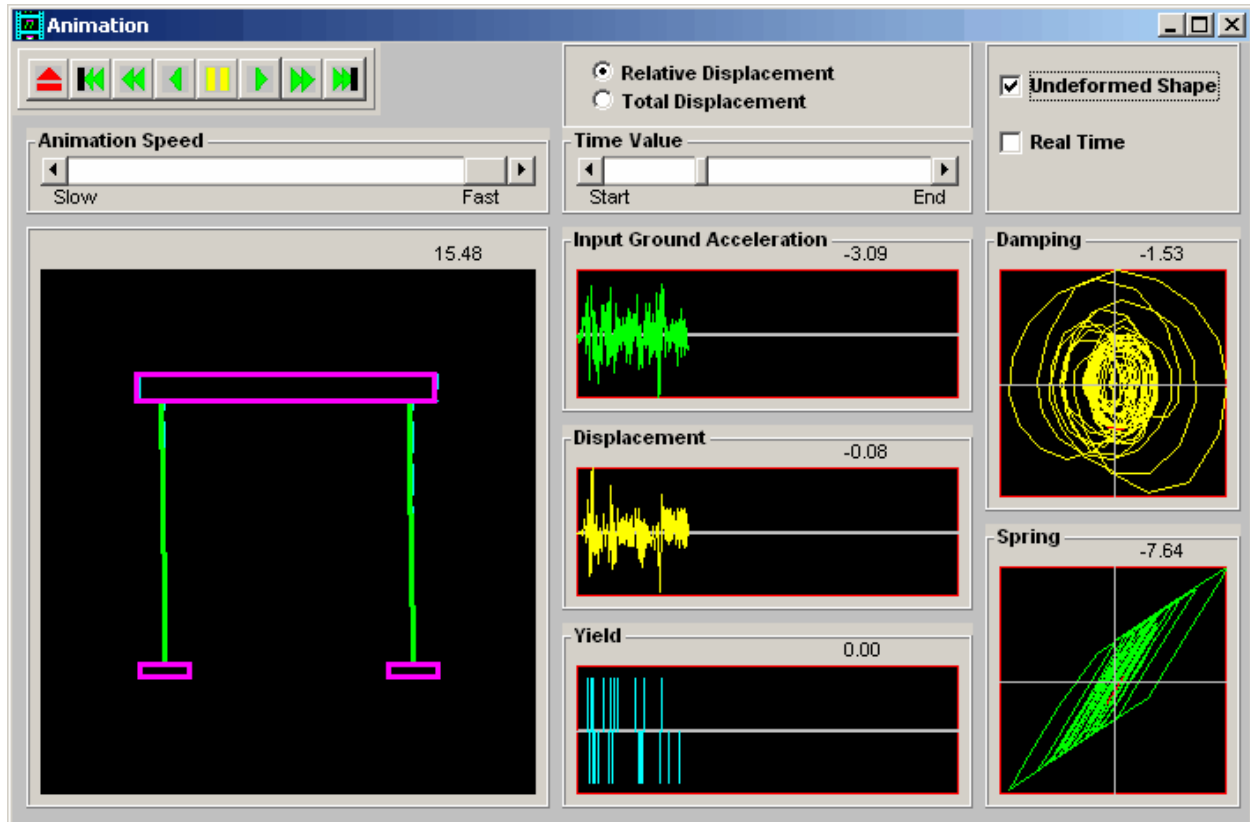 Animation
Relative Displacement
Total Displacement
Undeformed Shape
Real Time
Animation Speed
Slow Fast
Time Value
Start End
15.48
Input Ground Acceleration -3.09
Displacement -0.08
Yield 0.00
Damping -1.53
Spring -7.64